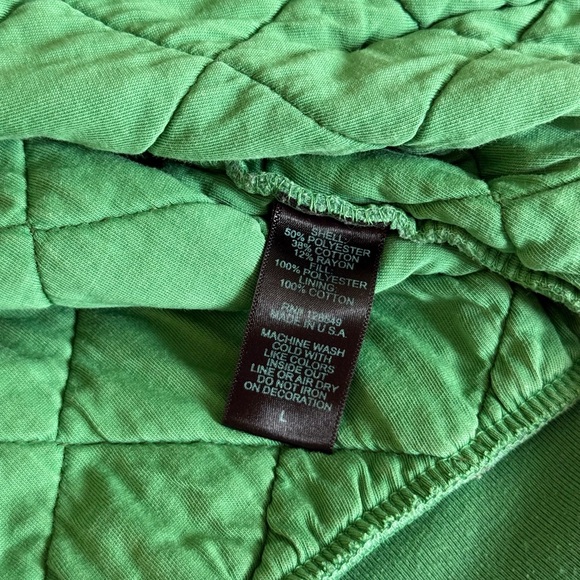 SHELL:
50% POLYESTER
38% COTTON
12% RAYON
FILL:
100% POLYESTER
LINING:
100% COTTON
RN# 128549
MADE IN U.S.A.
MACHINE WASH
COLD WITH
LIKE COLORS
INSIDE OUT
LINE OR AIR DRY
DO NOT IRON
ON DECORATION
L